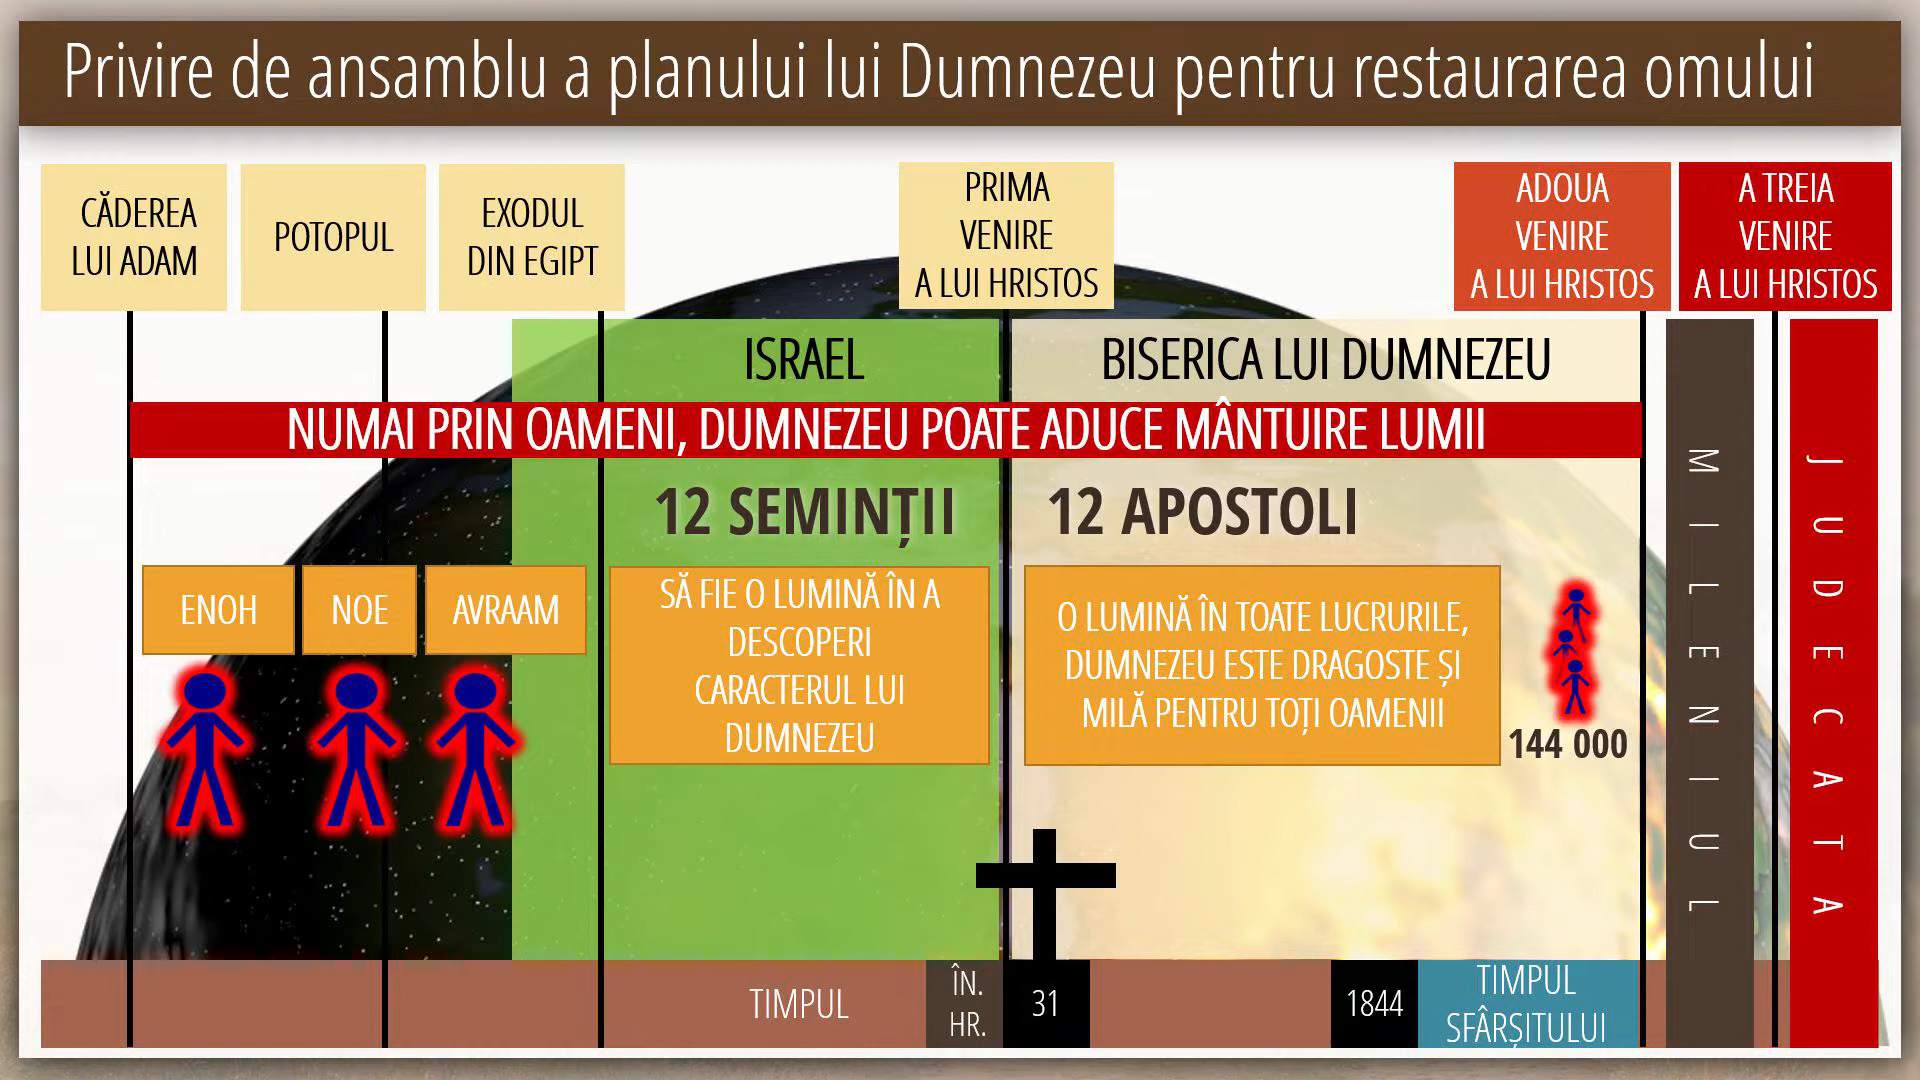 Privire de ansamblu a planului lui Dumnezeu pentru restaurarea omului
CĂDEREA
LUI ADAM
POTOPUL
EXODUL
DIN EGIPT
PRIMA
VENIRE
A LUI HRISTOS
ADOUA
VENIRE
A LUI HRISTOS
A TREIA
VENIRE
A LUI HRISTOS
ISRAEL
BISERICA LUI DUMNEZEU
NUMAI PRIN OAMENI, DUMNEZEU POATE ADUCE MÂNTUIRE LUMII
12 SEMINȚII
12 APOSTOLI
ENOH
NOE
AVRAAM
SĂ FIE O LUMINĂ ÎN A
DESCOPERI
CARACTERUL LUI
DUMNEZEU
O LUMINĂ ÎN TOATE LUCRURILE,
DUMNEZEU ESTE DRAGOSTE ȘI
MILĂ PENTRU TOȚI OAMENII
144 000
MILENIUL
JUDECATA
TIMPUL
ÎN.
HR.
31
1844
TIMPUL
SFÂRȘITULUI